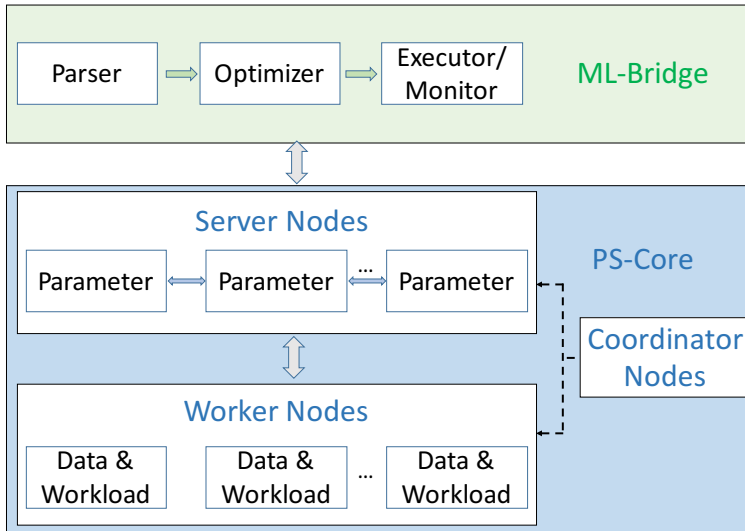 Parser
Optimizer
Executor/
Monitor
ML-Bridge
Server Nodes
Parameter
Parameter
...
Parameter
PS-Core
Coordinator
Nodes
Worker Nodes
Data &
Workload
Data &
Workload
...
Data &
Workload